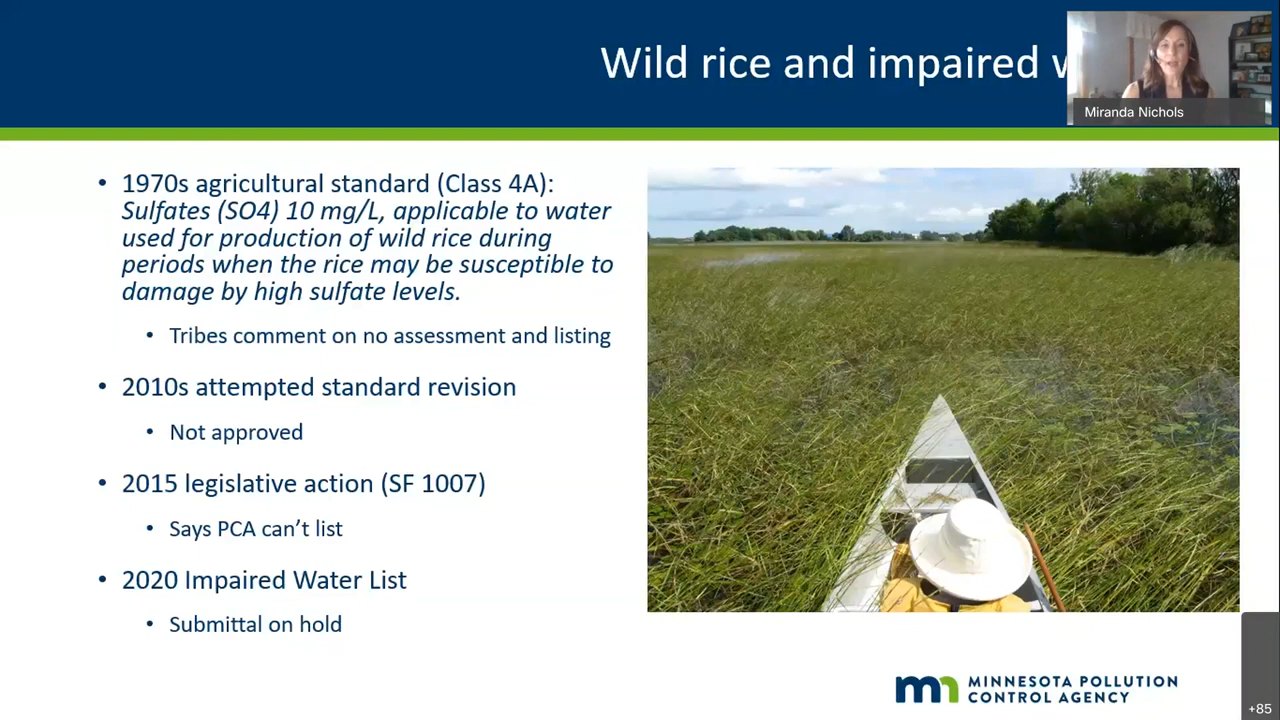 Wild rice and impaired
Miranda Nichols
• 1970s agricultural standard (Class 4A):
Sulfates (SO4) 10 mg/L, applicable to water
used for production of wild rice during
periods when the rice may be susceptible to
damage by high sulfate levels.
• Tribes comment on no assessment and listing
• 2010s attempted standard revision
• Not approved
• 2015 legislative action (SF 1007)
• Says PCA can’t list
• 2020 Impaired Water List
• Submittal on hold
mn MINNESOTA POLLUTION
CONTROL AGENCY
+85